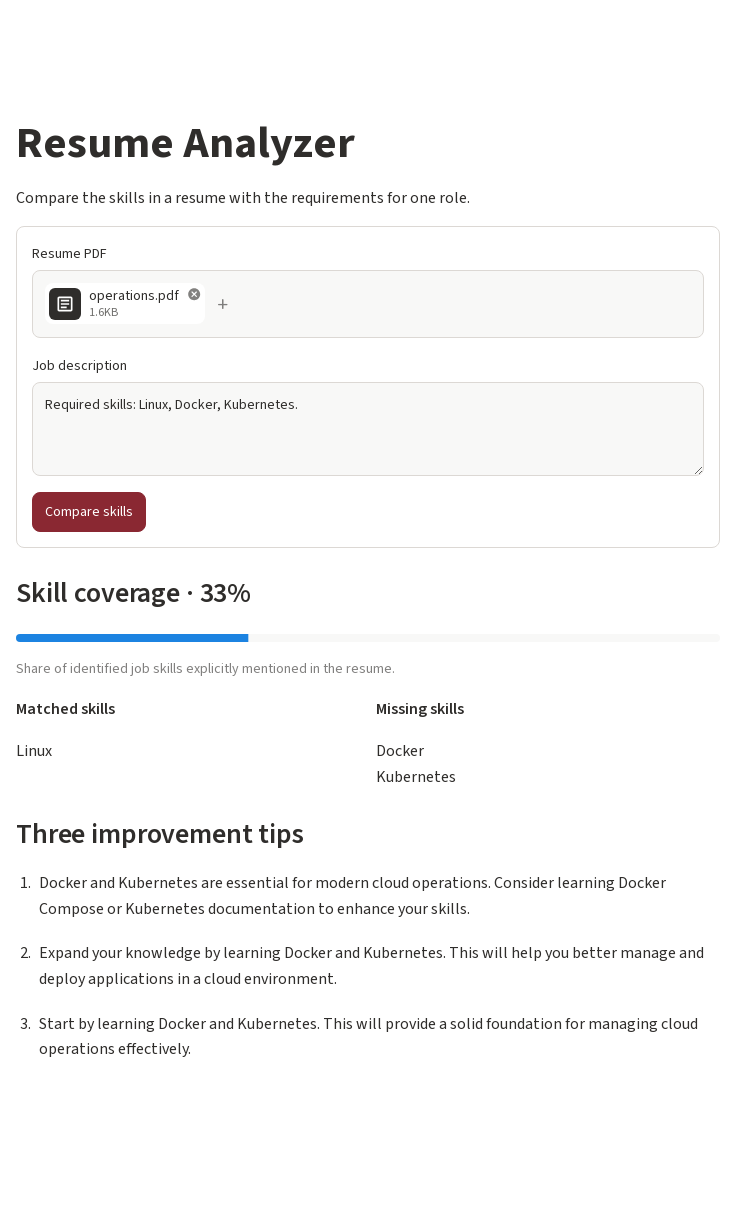 Resume Analyzer
Compare the skills in a resume with the requirements for one role.
Resume PDF
operations.pdf
1.6KB
+
Job description
Required skills: Linux, Docker, Kubernetes.
Compare skills
Skill coverage · 33%
Share of identified job skills explicitly mentioned in the resume.
Matched skills
Linux
Missing skills
Docker
Kubernetes
Three improvement tips
1. Docker and Kubernetes are essential for modern cloud operations. Consider learning Docker
Compose or Kubernetes documentation to enhance your skills.
2. Expand your knowledge by learning Docker and Kubernetes. This will help you better manage and
deploy applications in a cloud environment.
3. Start by learning Docker and Kubernetes. This will provide a solid foundation for managing cloud
operations effectively.